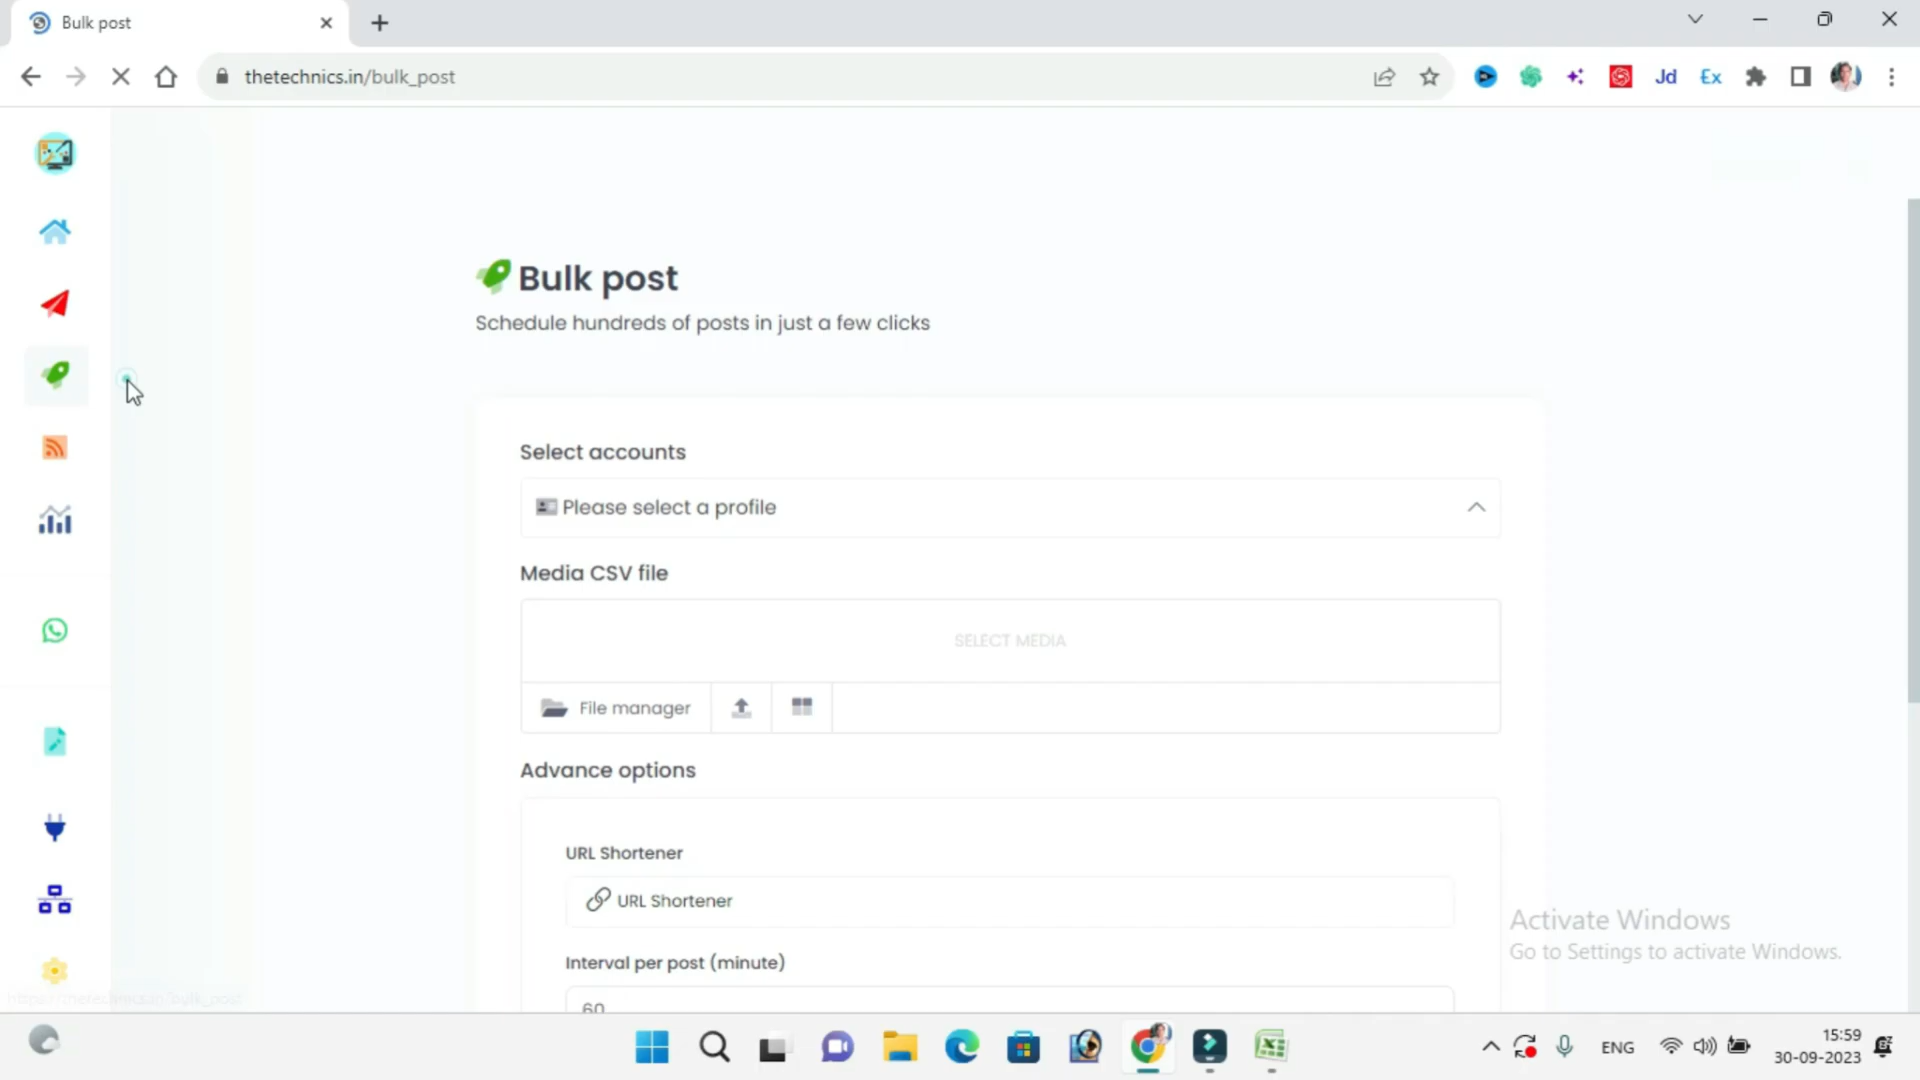 Bulk post
thetechnics.in/bulk_post
Jd
Ex
Bulk post
Schedule hundreds of posts in just a few clicks
Select accounts
Please select a profile
Media CSV file
SELECT MEDIA
File manager
Advance options
URL Shortener
URL Shortener
Interval per post (minute)
60
Activate Windows
Go to Settings to activate Windows.
ENG
15:59
30-09-2023